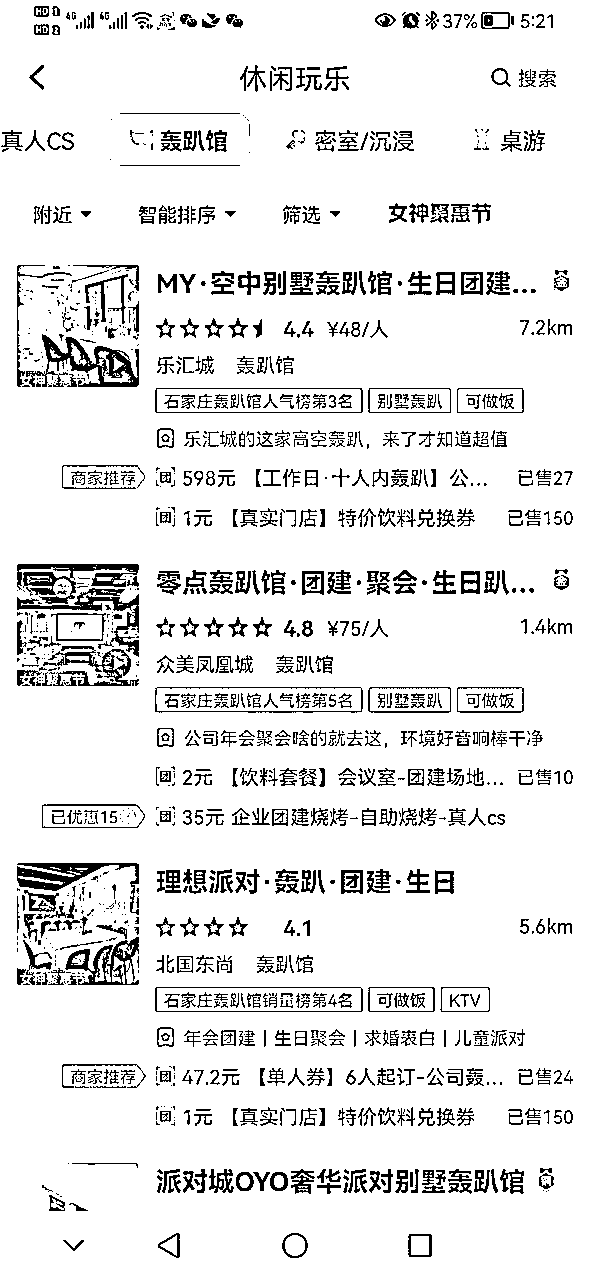 HD 1 HD 2 4G 4G 37% 5:21
休闲玩乐 搜索
真人CS 轰趴馆 密室/沉浸 桌游
附近 智能排序 筛选 女神聚惠节
MY·空中别墅轰趴馆·生日团建...
4.4 ¥48/人 7.2km
乐汇城 轰趴馆
石家庄轰趴馆人气榜第3名 别墅轰趴 可做饭
女神聚惠节
乐汇城的这家高空轰趴，来了才知道超值
商家推荐 团 598元 【工作日·十人内轰趴】公... 已售27
团 1元 【真实门店】特价饮料兑换券 已售150
零点轰趴馆·团建·聚会·生日趴...
4.8 ¥75/人 1.4km
众美凤凰城 轰趴馆
女神聚惠节
石家庄轰趴馆人气榜第5名 别墅轰趴 可做饭
公司年会聚会啥的就去这，环境好音响棒干净
团 2元 【饮料套餐】会议室-团建场地... 已售10
已优惠15 团 35元 企业团建烧烤-自助烧烤-真人cs
理想派对·轰趴·团建·生日
4.1 5.6km
北国东尚 轰趴馆
女神聚惠节
石家庄轰趴馆销量榜第4名 可做饭 KTV
年会团建 | 生日聚会 | 求婚表白 | 儿童派对
商家推荐 团 47.2元 【单人券】6人起订-公司轰... 已售24
团 1元 【真实门店】特价饮料兑换券 已售150
派对城OYO奢华派对别墅轰趴馆